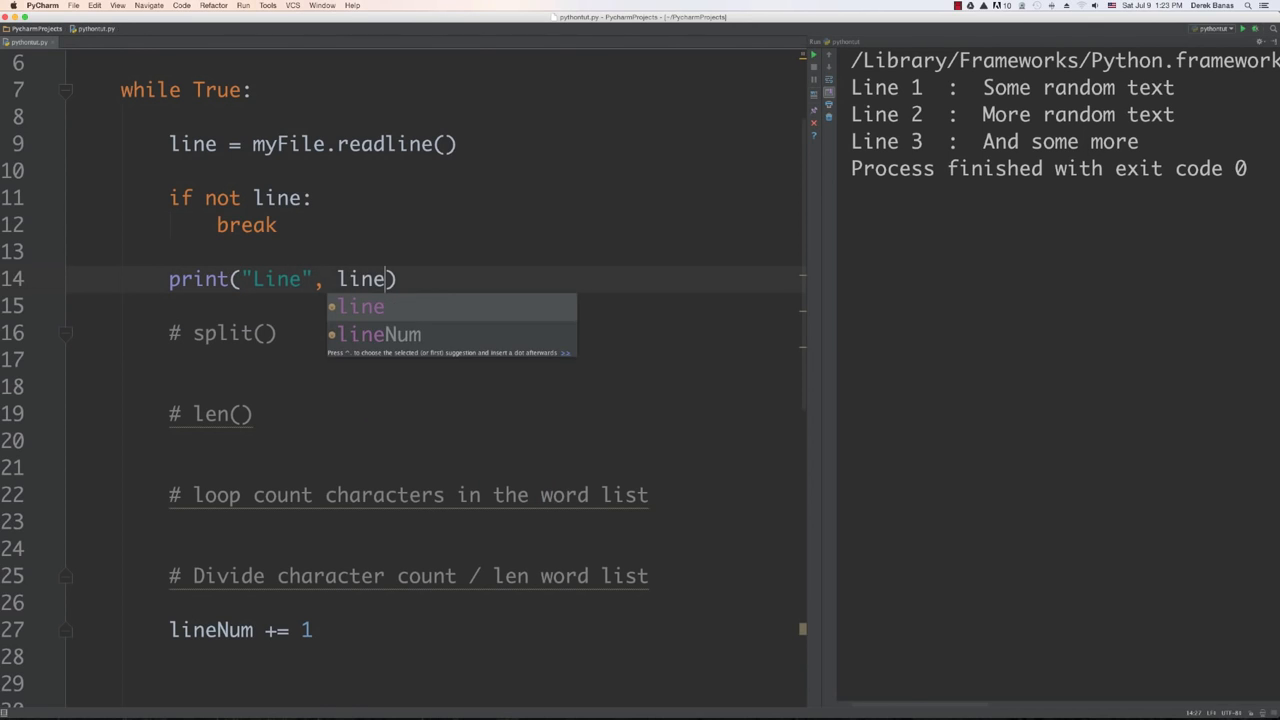 PyCharm File Edit View Navigate Code Refactor Run Tools VCS Window Help
10 Sat Jul 9 1:23 PM Derek Banas
pythontut.py - PycharmProjects - [~/PycharmProjects]
PycharmProjects pythontut.py
pythontut
pythontut.py
Run pythontut
6
7 while True:
8
9 line = myFile.readline()
10
11 if not line:
12 break
13
14 print("Line", line)
line
15
lineNum
16 # split()
Press ^. to choose the selected (or first) suggestion and insert a dot afterwards >>
17
18
19 # len()
20
21
22 # loop count characters in the word list
23
24
25 # Divide character count / len word list
26
27 lineNum += 1
28
29
/Library/Frameworks/Python.framework
Line 1 : Some random text
Line 2 : More random text
Line 3 : And some more
Process finished with exit code 0
14:27 LF÷ UTF-8÷